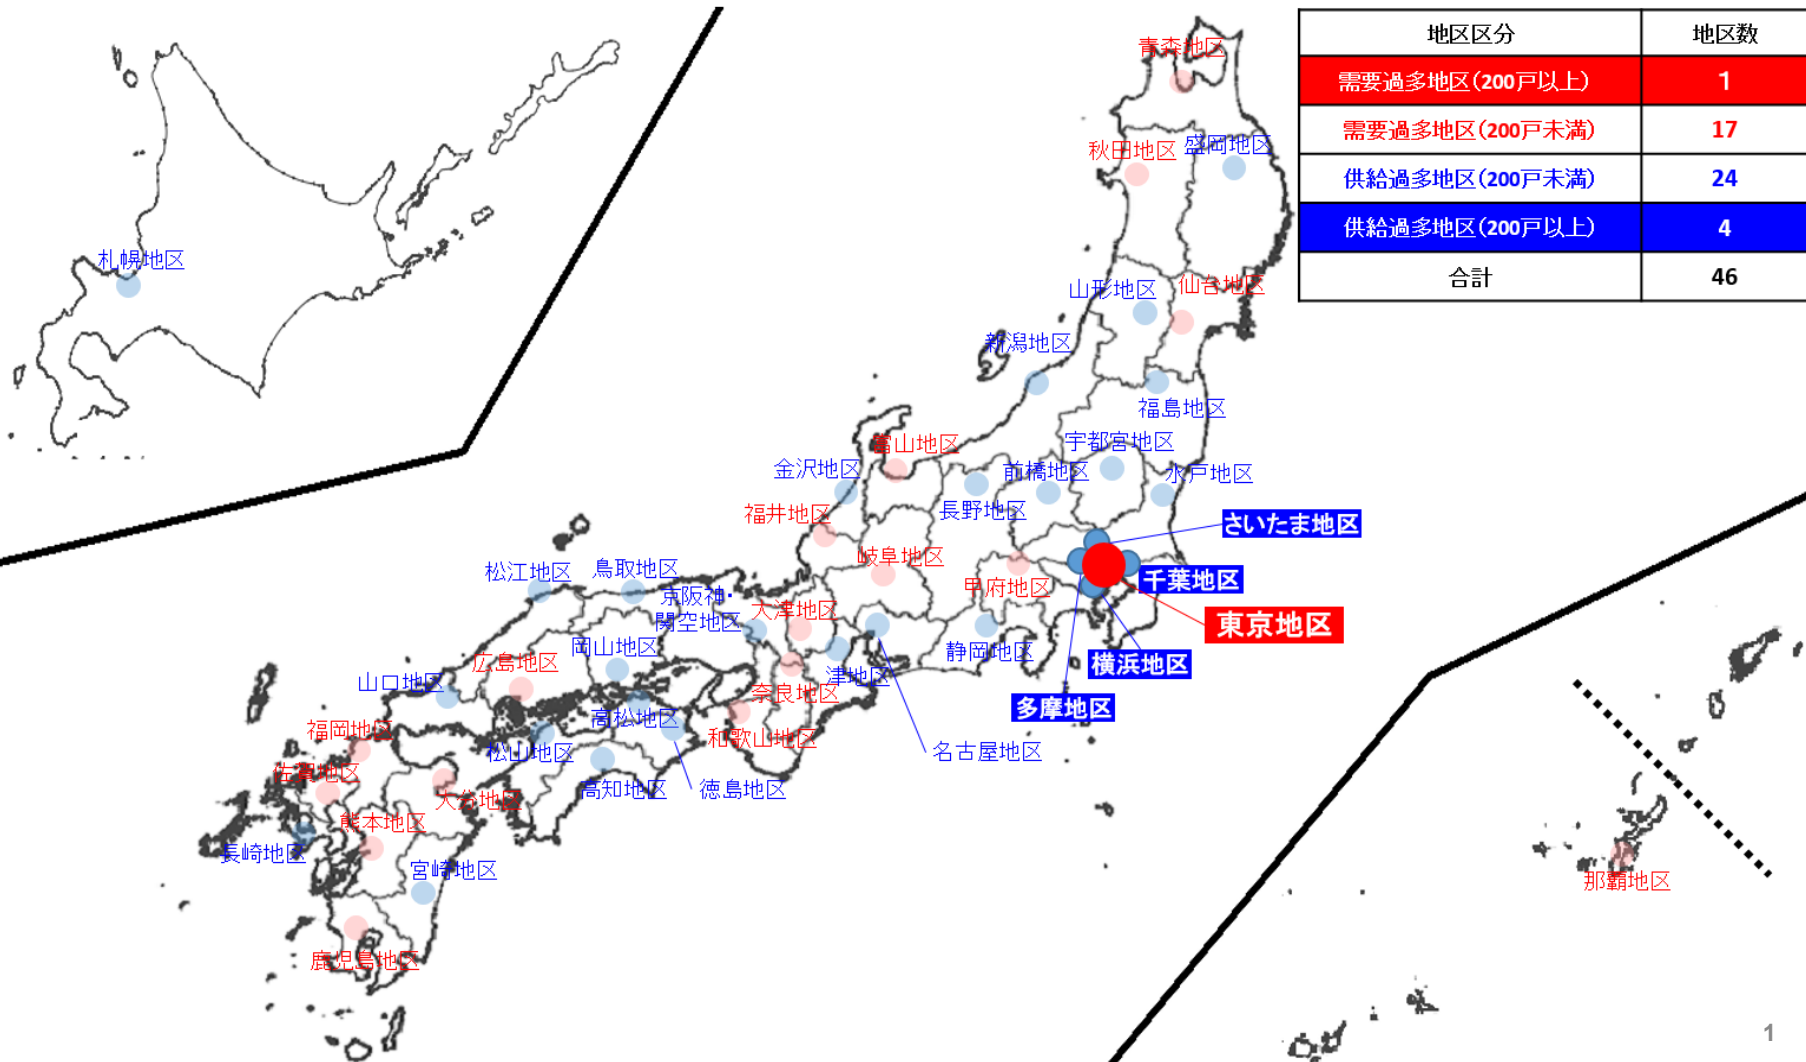 地区区分 地区数
需要過多地区(200戸以上) 1
需要過多地区(200戸未満) 17
供給過多地区(200戸未満) 24
供給過多地区(200戸以上) 4
合計 46
青森地区
秋田地区
盛岡地区
札幌地区
山形地区
仙台地区
新潟地区
福島地区
富山地区
宇都宮地区
金沢地区
前橋地区
水戸地区
長野地区
福井地区
さいたま地区
岐阜地区
甲府地区
千葉地区
松江地区
鳥取地区
京阪神・
関空地区
大津地区
東京地区
岡山地区
静岡地区
広島地区
横浜地区
山口地区
津地区
奈良地区
多摩地区
高松地区
福岡地区
和歌山地区
松山地区
名古屋地区
佐賀地区
高知地区
徳島地区
大分地区
熊本地区
長崎地区
宮崎地区
那覇地区
鹿児島地区
1